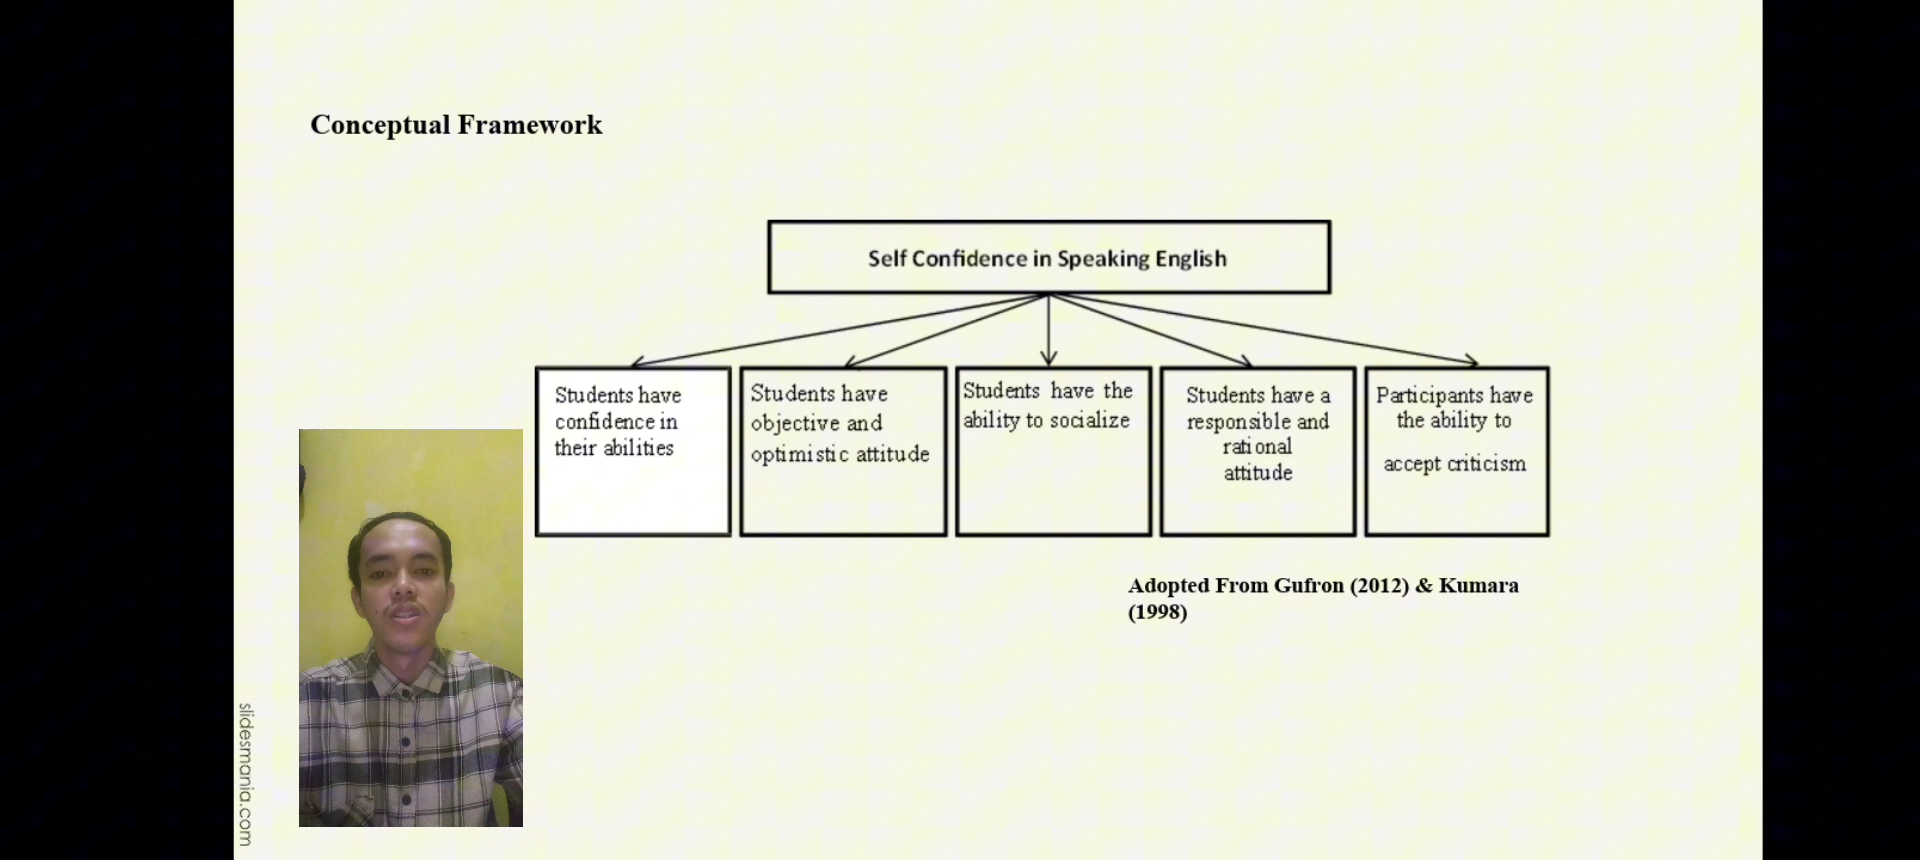 Conceptual Framework
Self Confidence in Speaking English
Students have
confidence in
their abilities
Students have
objective and
optimistic attitude
Students have the
ability to socialize
Students have a
responsible and
rational
attitude
Participants have
the ability to
accept criticism
Adopted From Gufron (2012) & Kumara
(1998)
slidesmania.com